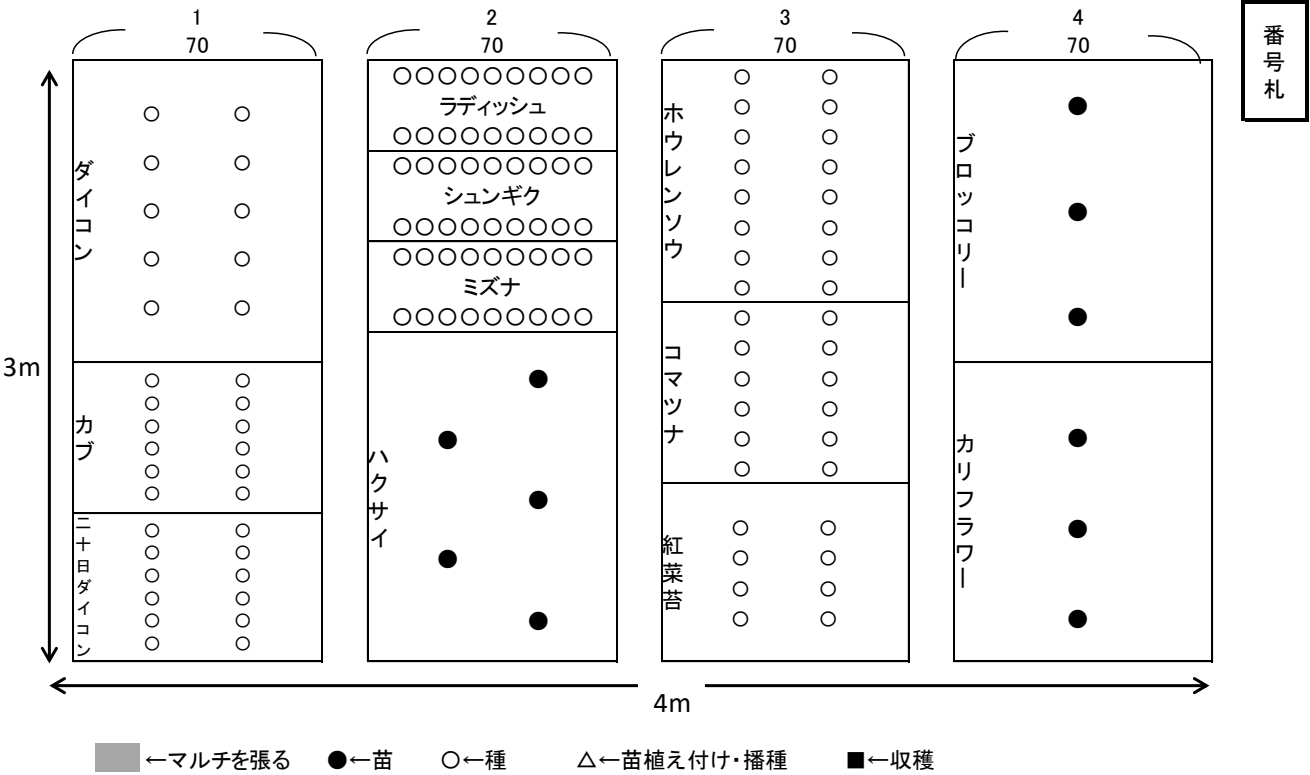 1
70
2
70
3
70
4
70
番号札
ダイコン
カブ
二十日ダイコン
ラディッシュ
シュンギク
ミズナ
ハクサイ
ホウレンソウ
コマツナ
紅菜苔
ブロッコリー
カリフラワー
3m
4m
←マルチを張る ●←苗 ○←種 △←苗植え付け・播種 ■←収穫